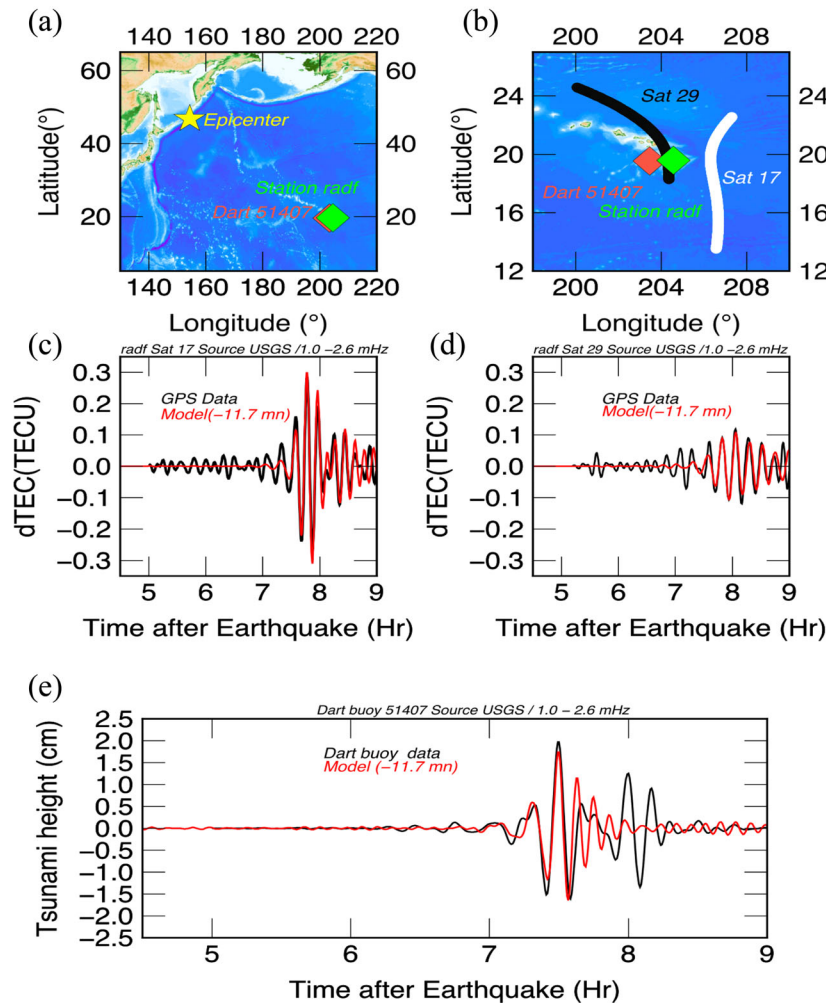 (a)
140 160 180 200 220
60
40
20
Latitude(°)
Epicenter
Station radf
Dart 51407
140 160 180 200 220
Longitude (°)
(b)
200 204 208
24
20
16
12
Latitude(°)
24
20
16
12
Sat 29
Sat 17
Dart 51407
Station radf
200 204 208
Longitude (°)
(c)
radf Sat 17 Source USGS /1.0 −2.6 mHz
GPS Data
Model(−11.7 mn)
0.3
0.2
0.1
0.0
−0.1
−0.2
−0.3
dTEC(TECU)
5 6 7 8 9
Time after Earthquake (Hr)
(d)
radf Sat 29 Source USGS /1.0 −2.6 mHz
GPS Data
Model(−11.7 mn)
0.3
0.2
0.1
0.0
−0.1
−0.2
−0.3
dTEC(TECU)
5 6 7 8 9
Time after Earthquake (Hr)
(e)
Dart buoy 51407 Source USGS / 1.0 − 2.6 mHz
Dart buoy data
Model (−11.7 mn)
2.5
2.0
1.5
1.0
0.5
0.0
−0.5
−1.0
−1.5
−2.0
−2.5
Tsunami height (cm)
5 6 7 8 9
Time after Earthquake (Hr)